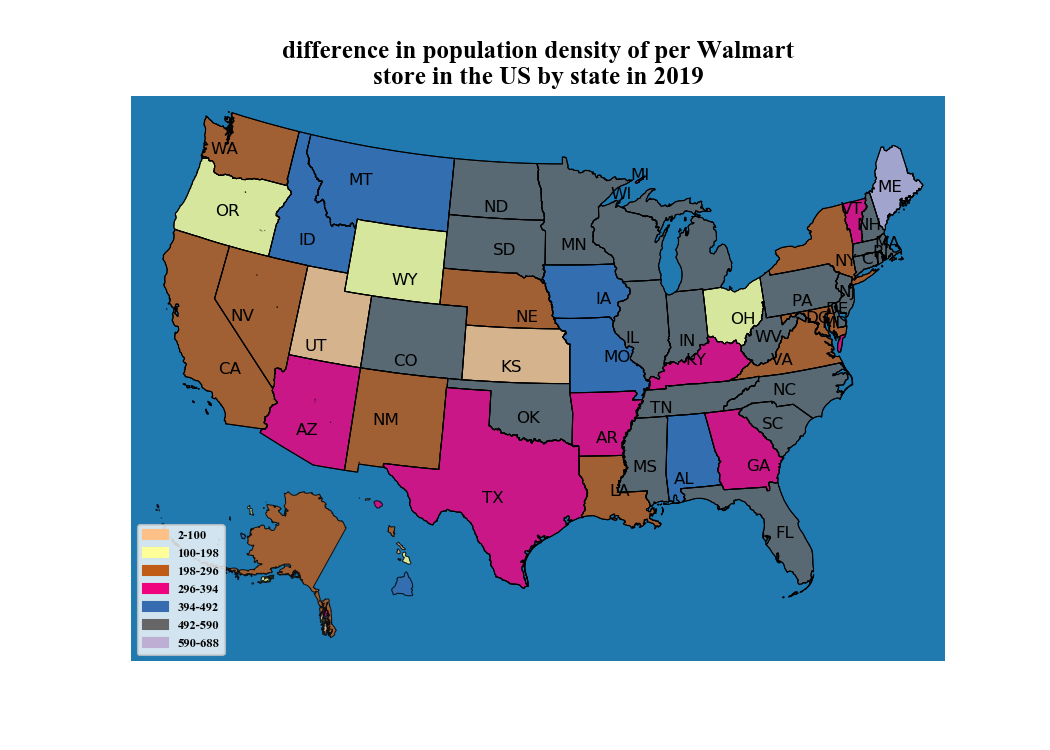 difference in population density of per Walmart
store in the US by state in 2019
WA
MT
ND
MN
WI
MI
ME
VT
NH
MA
OR
ID
SD
WY
NY
CT
IA
NE
NV
UT
CO
KS
MO
IL
IN
OH
PA
NJ
DE
DC
MD
WV
VA
KY
CA
AZ
NM
OK
AR
TN
NC
SC
MS
AL
GA
TX
LA
FL
2-100
100-198
198-296
296-394
394-492
492-590
590-688